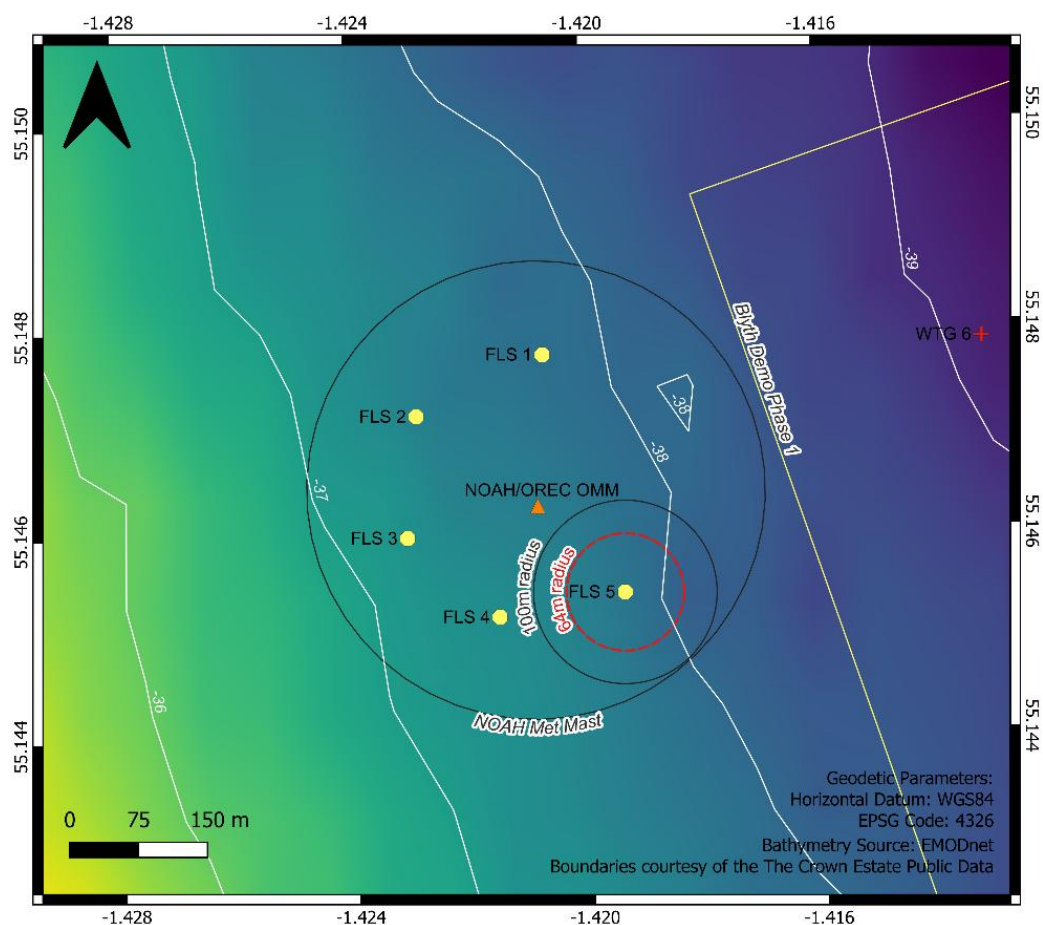 -1.428
-1.424
-1.420
-1.416
55.150
55.150
-39
55.148
55.148
WTG 6
FLS 1
Blyth Demo Phase 1
FLS 2
-38
-38
-37
NOAH/OREC OMM
55.146
55.146
FLS 3
100m radius
64m radius
FLS 5
FLS 4
-36
NOAH Met Mast
55.144
55.144
Geodetic Parameters:
Horizontal Datum: WGS84
EPSG Code: 4326
Bathymetry Source: EMODnet
Boundaries courtesy of the The Crown Estate Public Data
0 75 150 m
-1.428
-1.424
-1.420
-1.416